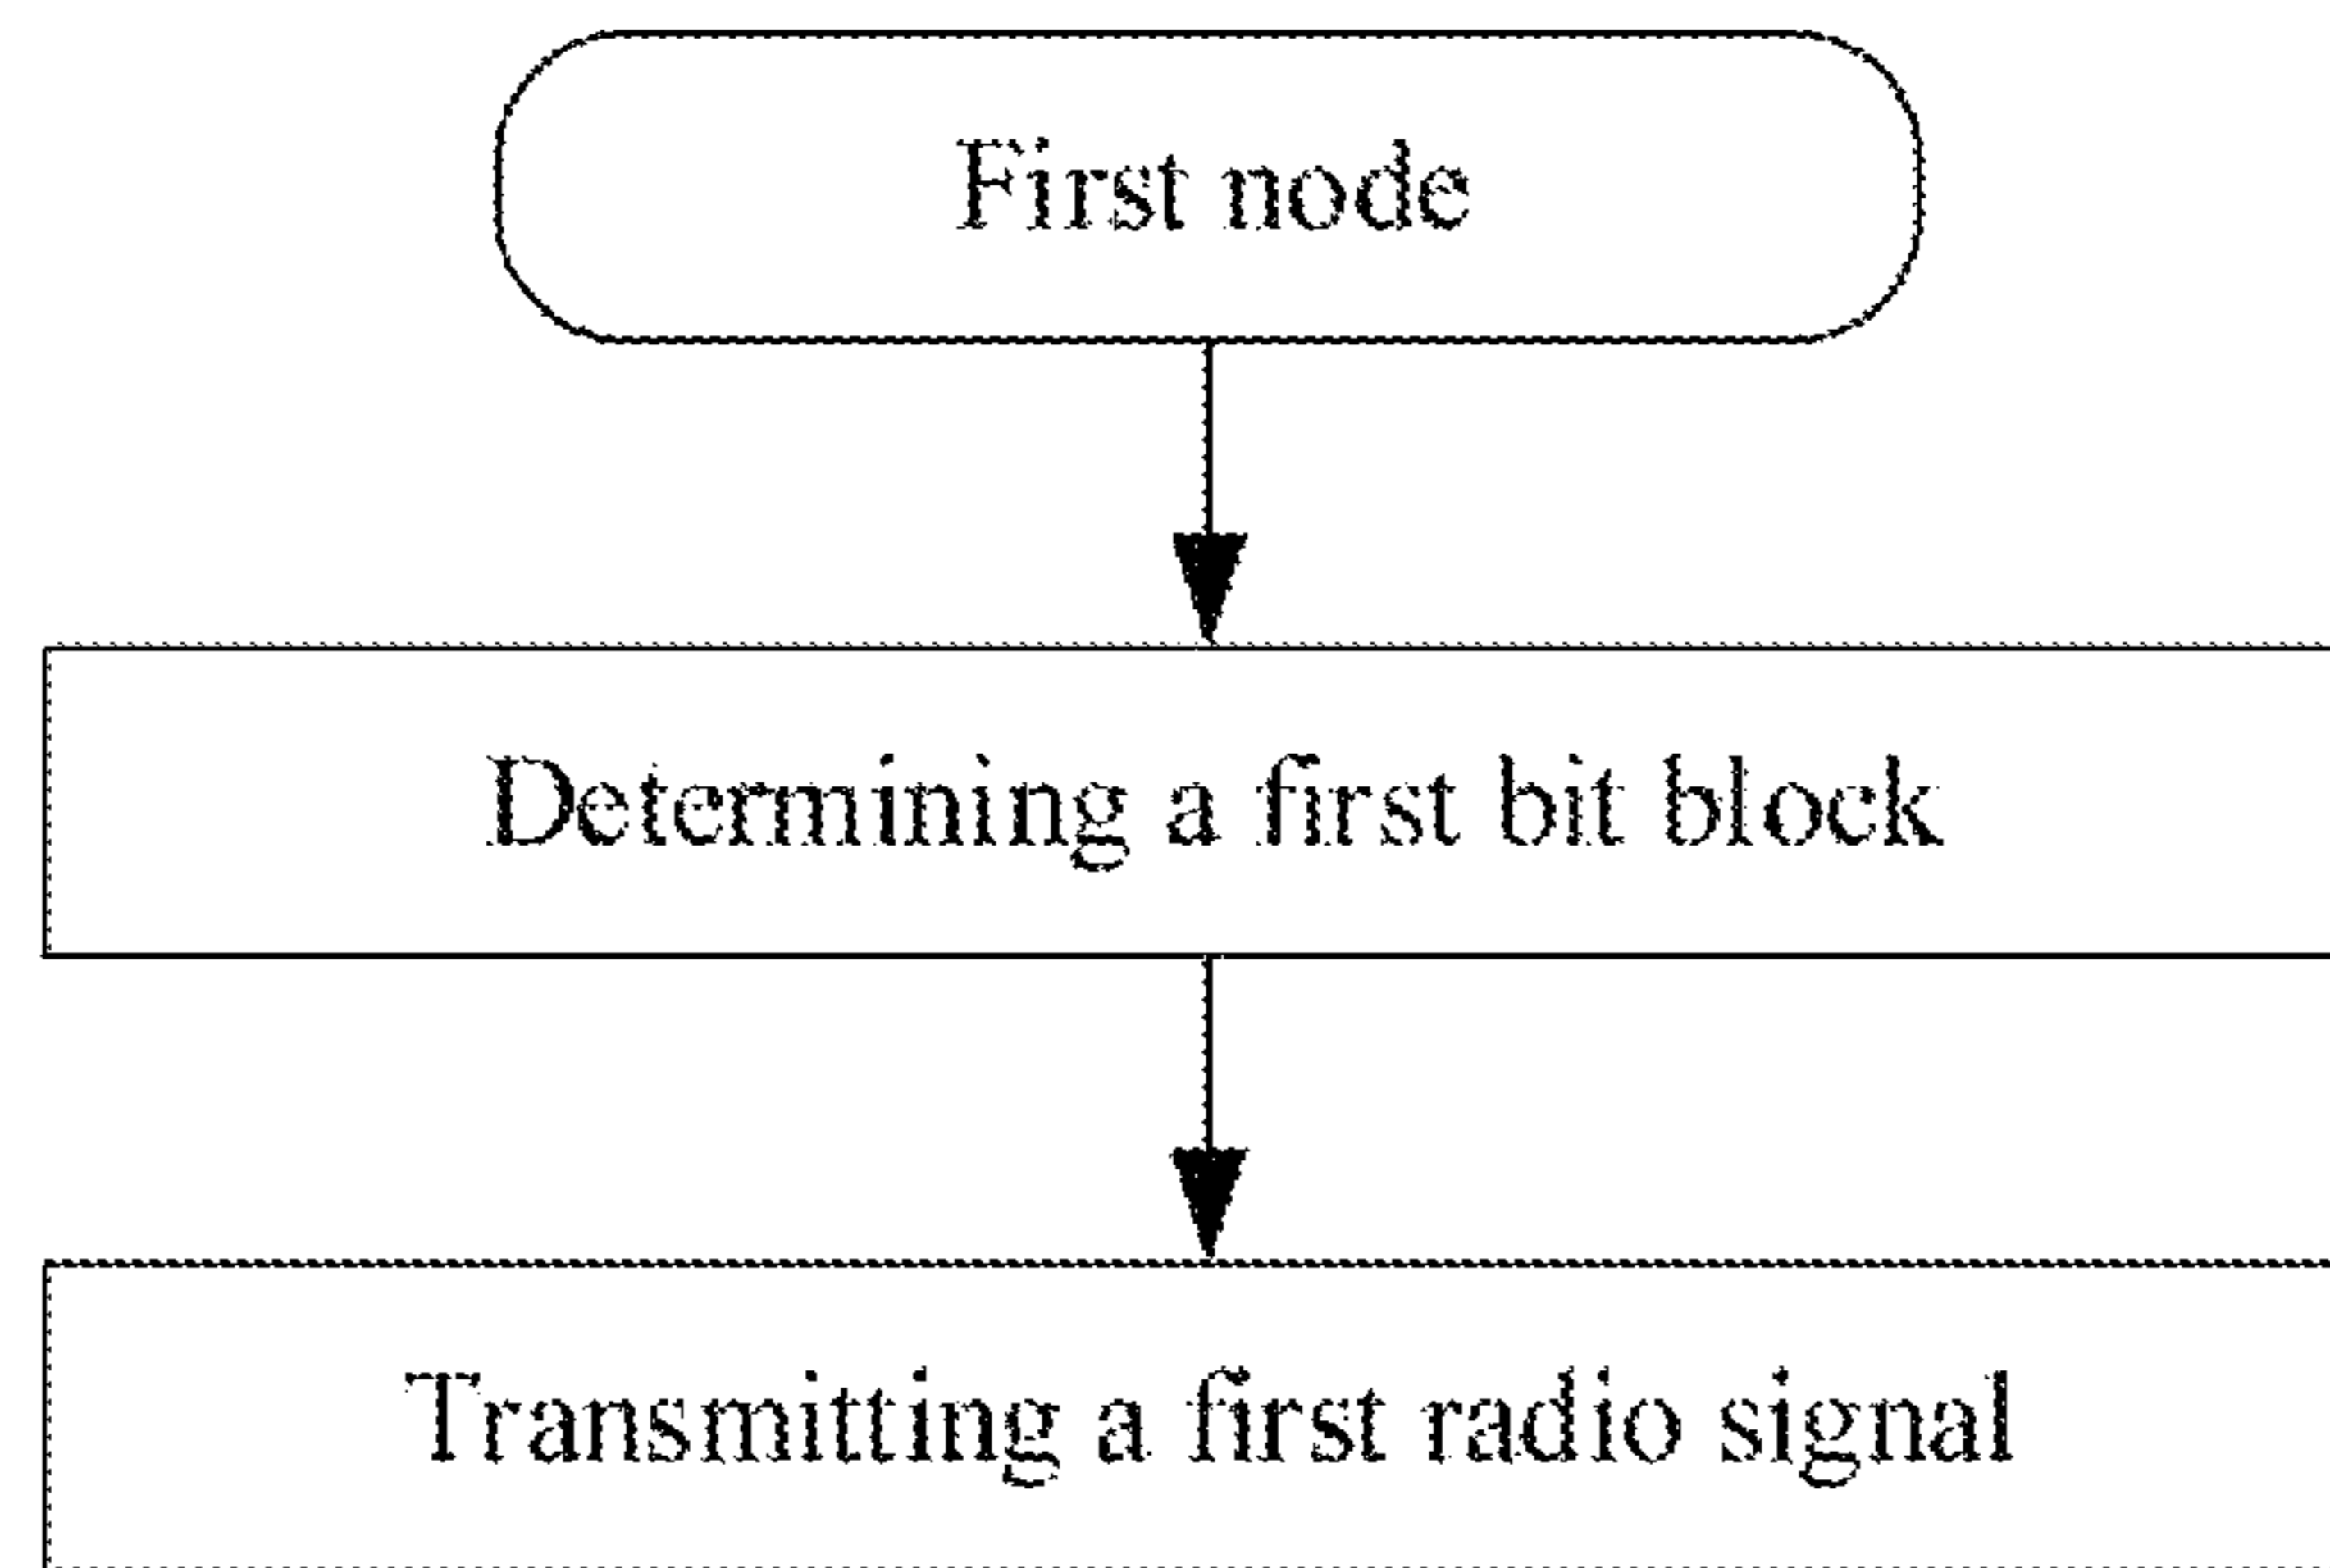 First node
Determining a first bit block
Transmitting a first radio signal